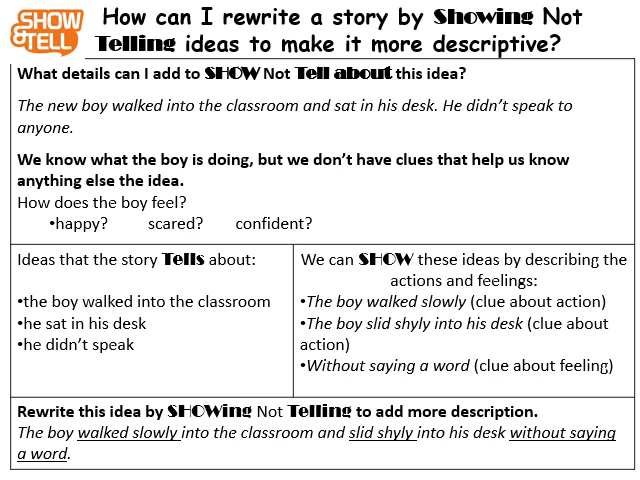 SHOW
& TELL
How can I rewrite a story by Showing Not
Telling ideas to make it more descriptive?
What details can I add to SHOW Not Tell about this idea?
The new boy walked into the classroom and sat in his desk. He didn't speak to
anyone.
We know what the boy is doing, but we don't have clues that help us know
anything else the idea.
How does the boy feel?
•happy? scared? confident?
Ideas that the story Tells about:
•the boy walked into the classroom
•he sat in his desk
•he didn't speak
We can SHOW these ideas by describing the
actions and feelings:
•The boy walked slowly (clue about action)
•The boy slid shyly into his desk (clue about
action)
•Without saying a word (clue about feeling)
Rewrite this idea by SHOWing Not Telling to add more description.
The boy walked slowly into the classroom and slid shyly into his desk without saying
a word.